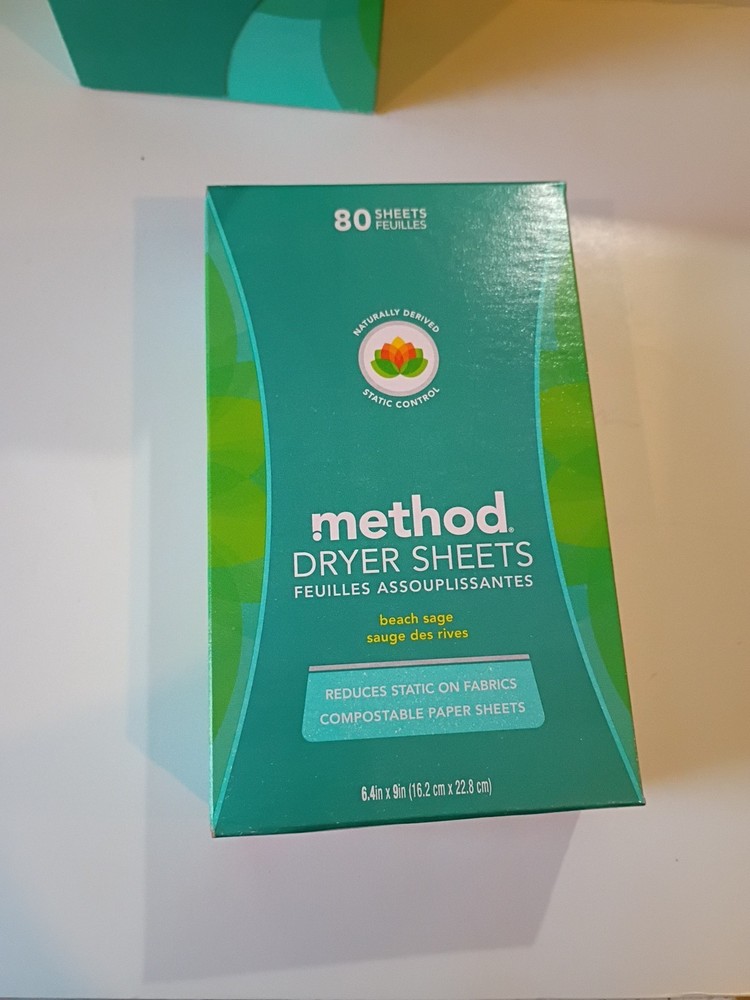 80 SHEETS
FEUILLES
NATURALLY DERIVED
STATIC CONTROL
method®
DRYER SHEETS
FEUILLES ASSOUPLISSANTES
beach sage
sauge des rives
REDUCES STATIC ON FABRICS
COMPOSTABLE PAPER SHEETS
6.4in x 9in (16.2 cm x 22.8 cm)